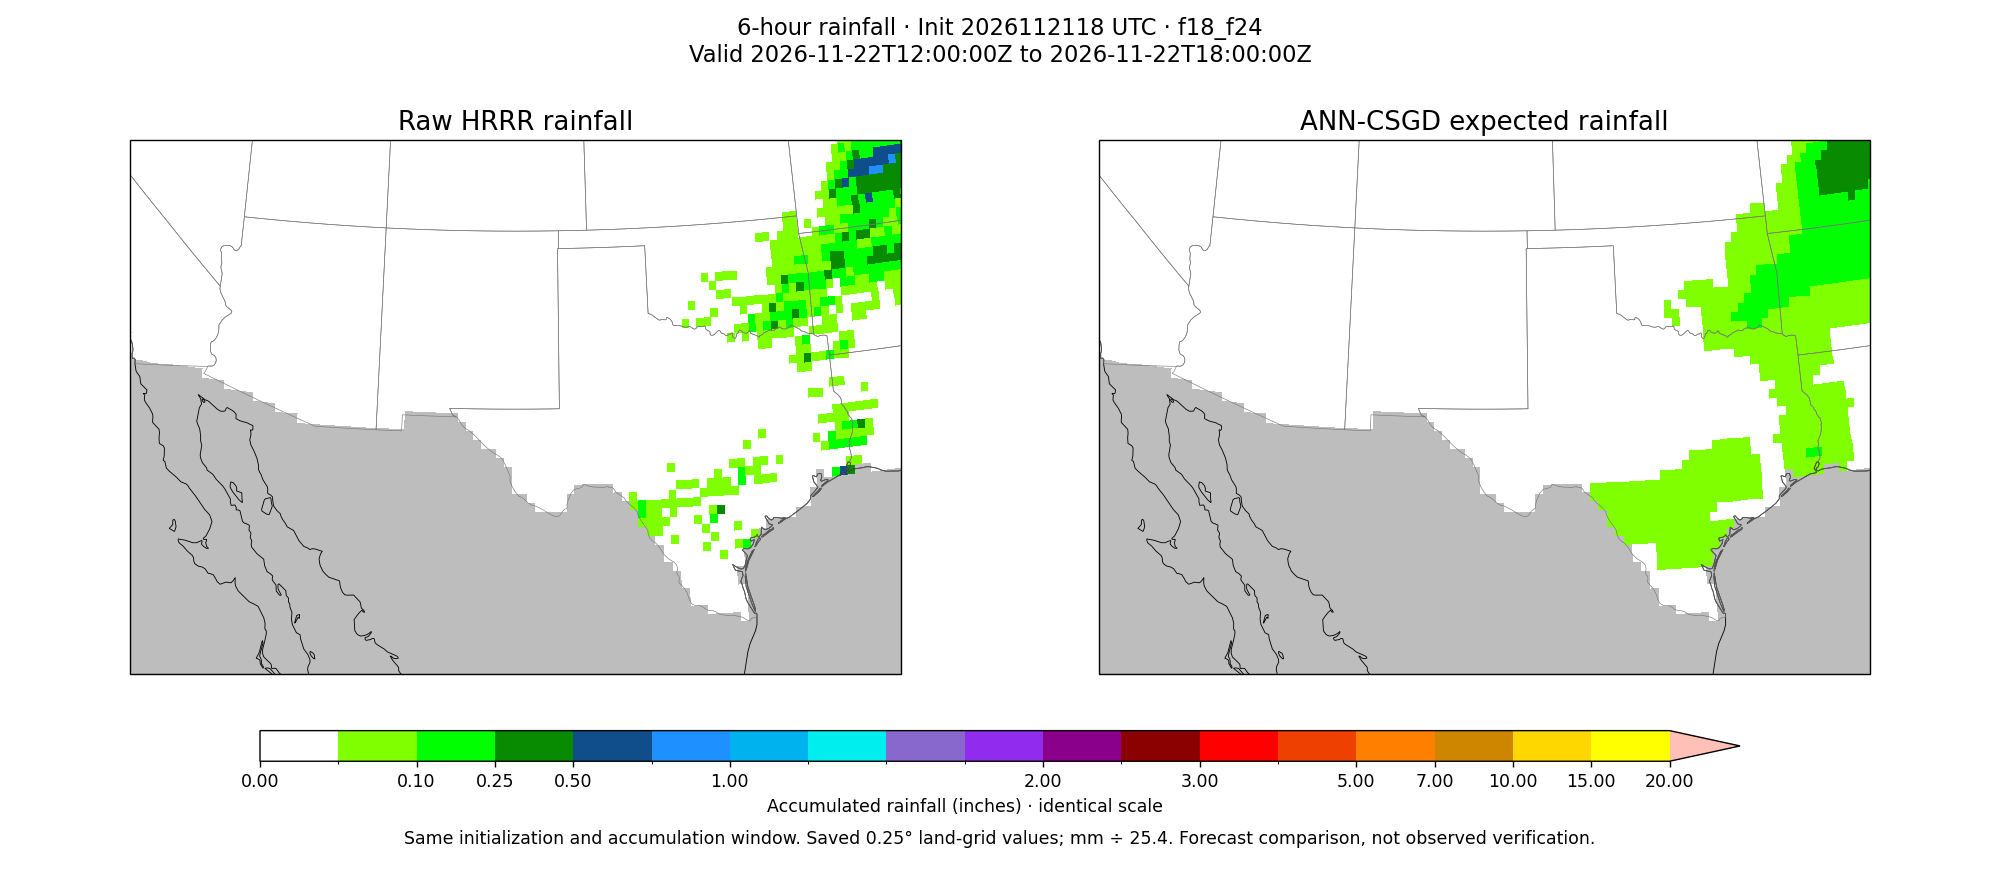 6-hour rainfall · Init 2026112118 UTC · f18_f24
Valid 2026-11-22T12:00:00Z to 2026-11-22T18:00:00Z
Raw HRRR rainfall
ANN-CSGD expected rainfall
0.00 0.10 0.25 0.50 1.00 2.00 3.00 5.00 7.00 10.00 15.00 20.00
Accumulated rainfall (inches) · identical scale
Same initialization and accumulation window. Saved 0.25° land-grid values; mm ÷ 25.4. Forecast comparison, not observed verification.